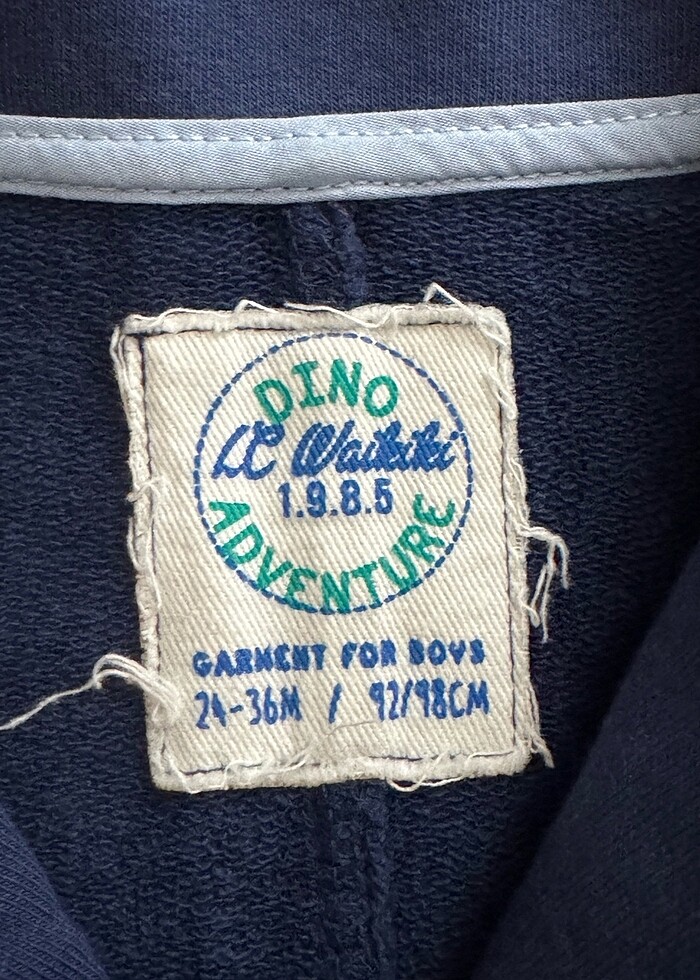 DINO
LC Waikiki
1.9.8.5
ADVENTURE
GARMENT FOR BOYS
24-36M / 92/98CM